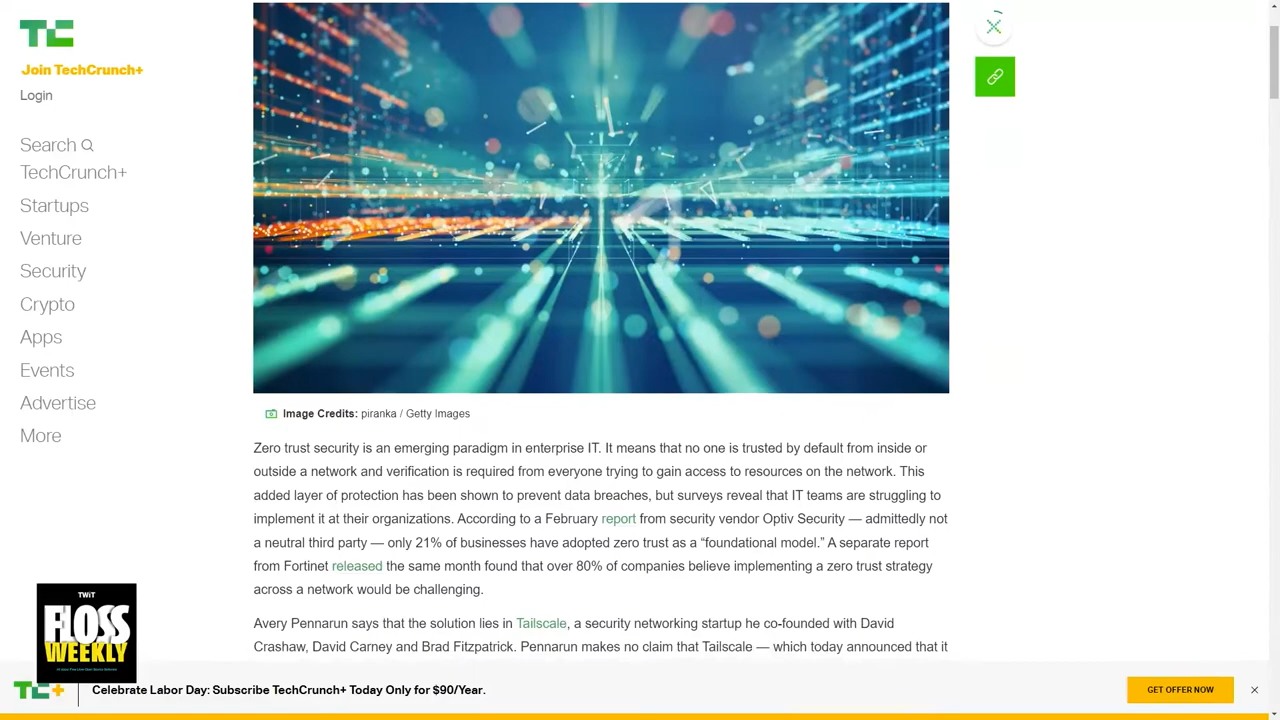 TC
Join TechCrunch+
Login
Search
TechCrunch+
Startups
Venture
Security
Crypto
Apps
Events
Advertise
More
Image Credits: piranka / Getty Images
Zero trust security is an emerging paradigm in enterprise IT. It means that no one is trusted by default from inside or
outside a network and verification is required from everyone trying to gain access to resources on the network. This
added layer of protection has been shown to prevent data breaches, but surveys reveal that IT teams are struggling to
implement it at their organizations. According to a February report from security vendor Optiv Security — admittedly not
a neutral third party — only 21% of businesses have adopted zero trust as a “foundational model.” A separate report
from Fortinet released the same month found that over 80% of companies believe implementing a zero trust strategy
across a network would be challenging.
Avery Pennarun says that the solution lies in Tailscale, a security networking startup he co-founded with David
Crashaw, David Carney and Brad Fitzpatrick. Pennarun makes no claim that Tailscale — which today announced that it
TWiT
FLOSS
WEEKLY
TC+
Celebrate Labor Day: Subscribe TechCrunch+ Today Only for $90/Year.
GET OFFER NOW